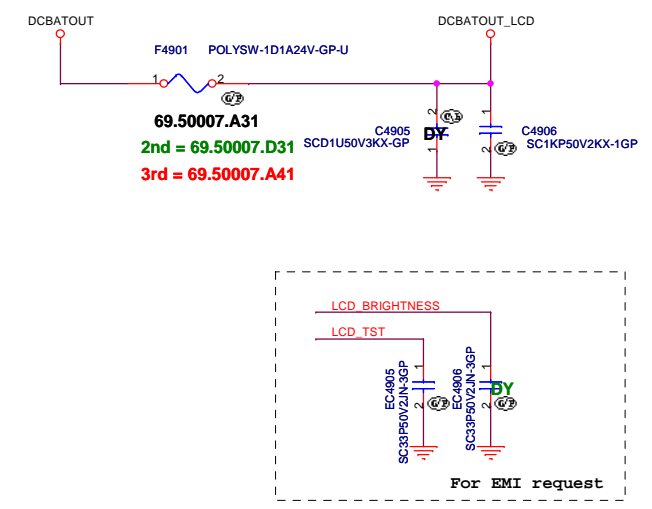 DCBATOUT
DCBATOUT_LCD
F4901 POLYSW-1D1A24V-GP-U
1 2
G/P
69.50007.A31
2nd = 69.50007.D31
3rd = 69.50007.A41
2
1
C4905
SCD1U50V3KX-GP
DY
1
2
G/P
C4906
SC1KP50V2KX-1GP
LCD_BRIGHTNESS
LCD_TST
EC4905
SC33P50V2JN-3GP
1
2
G/P
EC4906
SC33P50V2JN-3GP
1
2
DY
G/P
For EMI request